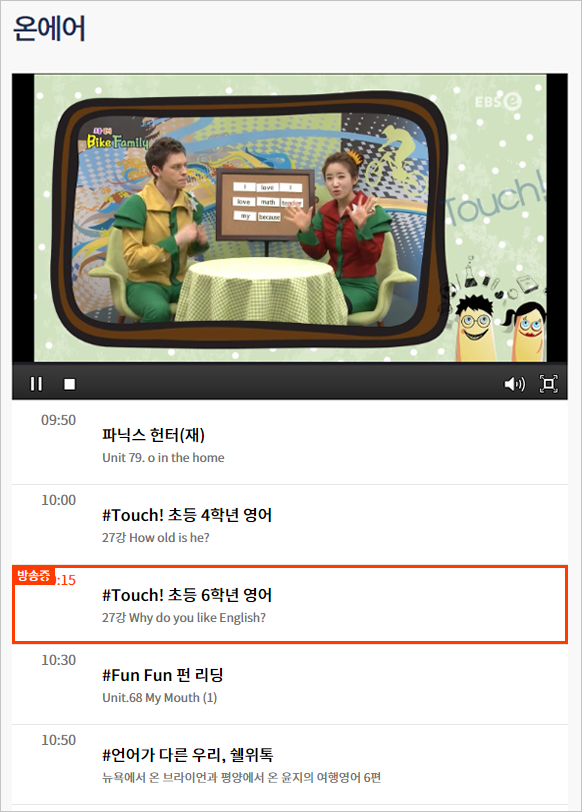 온에어
EBS e
Bike Family
Touch!
I love I
love math teacher
my because
09:50
파닉스 헌터(재)
Unit 79. o in the home
10:00
#Touch! 초등 4학년 영어
27강 How old is he?
방송중 :15
#Touch! 초등 6학년 영어
27강 Why do you like English?
10:30
#Fun Fun 펀 리딩
Unit.68 My Mouth (1)
10:50
#언어가 다른 우리, 쉘위톡
뉴욕에서 온 브라이언과 평양에서 온 윤지의 여행영어 6편